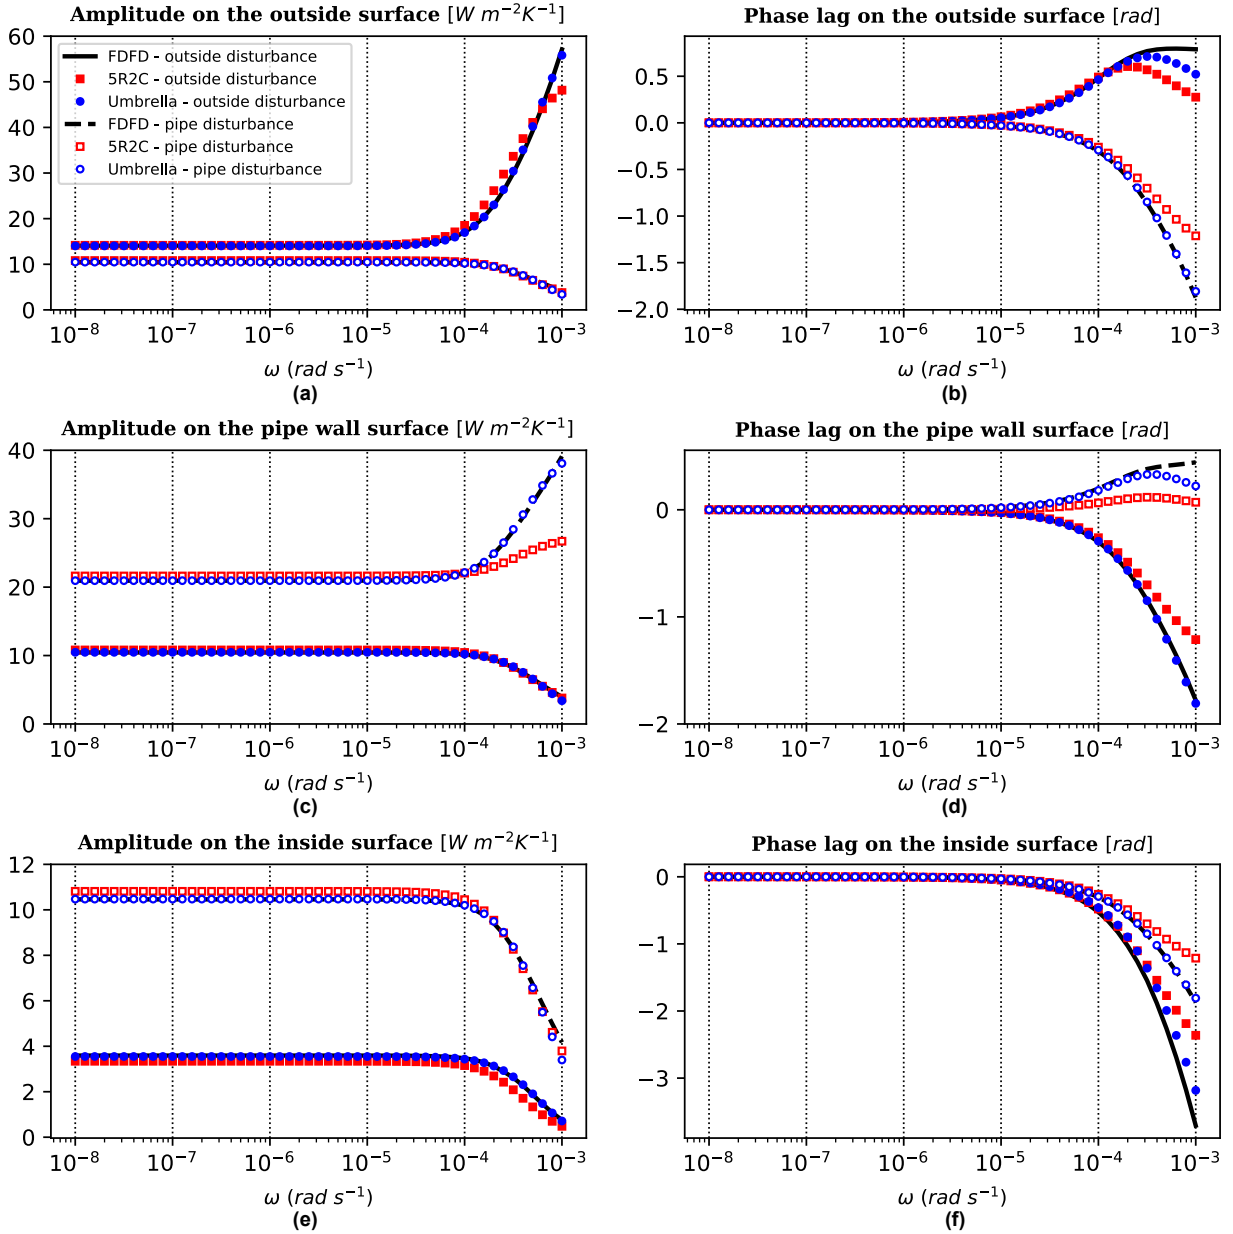 Amplitude on the outside surface [W m−2K−1]
60
50
40
30
20
10
0
FDFD - outside disturbance
5R2C - outside disturbance
Umbrella - outside disturbance
FDFD - pipe disturbance
5R2C - pipe disturbance
Umbrella - pipe disturbance
10−8 10−7 10−6 10−5 10−4 10−3
ω (rad s−1)
(a)
Phase lag on the outside surface [rad]
0.5
0.0
−0.5
−1.0
−1.5
−2.0
10−8 10−7 10−6 10−5 10−4 10−3
ω (rad s−1)
(b)
Amplitude on the pipe wall surface [W m−2K−1]
40
30
20
10
0
10−8 10−7 10−6 10−5 10−4 10−3
ω (rad s−1)
(c)
Phase lag on the pipe wall surface [rad]
0
−1
−2
10−8 10−7 10−6 10−5 10−4 10−3
ω (rad s−1)
(d)
Amplitude on the inside surface [W m−2K−1]
12
10
8
6
4
2
0
10−8 10−7 10−6 10−5 10−4 10−3
ω (rad s−1)
(e)
Phase lag on the inside surface [rad]
0
−1
−2
−3
10−8 10−7 10−6 10−5 10−4 10−3
ω (rad s−1)
(f)